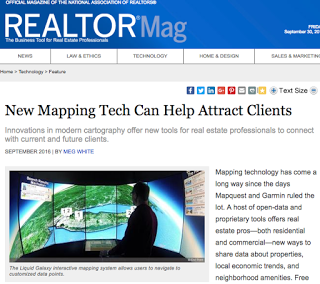 OFFICIAL MAGAZINE OF THE NATIONAL ASSOCIATION OF REALTORS®
REALTOR® Mag
The Business Tool for Real Estate Professionals
FRIDAY
September 30, 20
NEWS
LAW & ETHICS
TECHNOLOGY
HOME & DESIGN
SALES & MARKETING
Home > Technology > Feature
Text Size
New Mapping Tech Can Help Attract Clients
Innovations in modern cartography offer new tools for real estate professionals to connect
with current and future clients.
SEPTEMBER 2016 | BY MEG WHITE
The Liquid Galaxy interactive mapping system allows users to navigate to
customized data points.
Mapping technology has come a
long way since the days
Mapquest and Garmin ruled the
lot. A host of open-data and
proprietary tools offers real
estate pros—both residential
and commercial—new ways to
share data about properties,
local economic trends, and
neighborhood amenities. Free